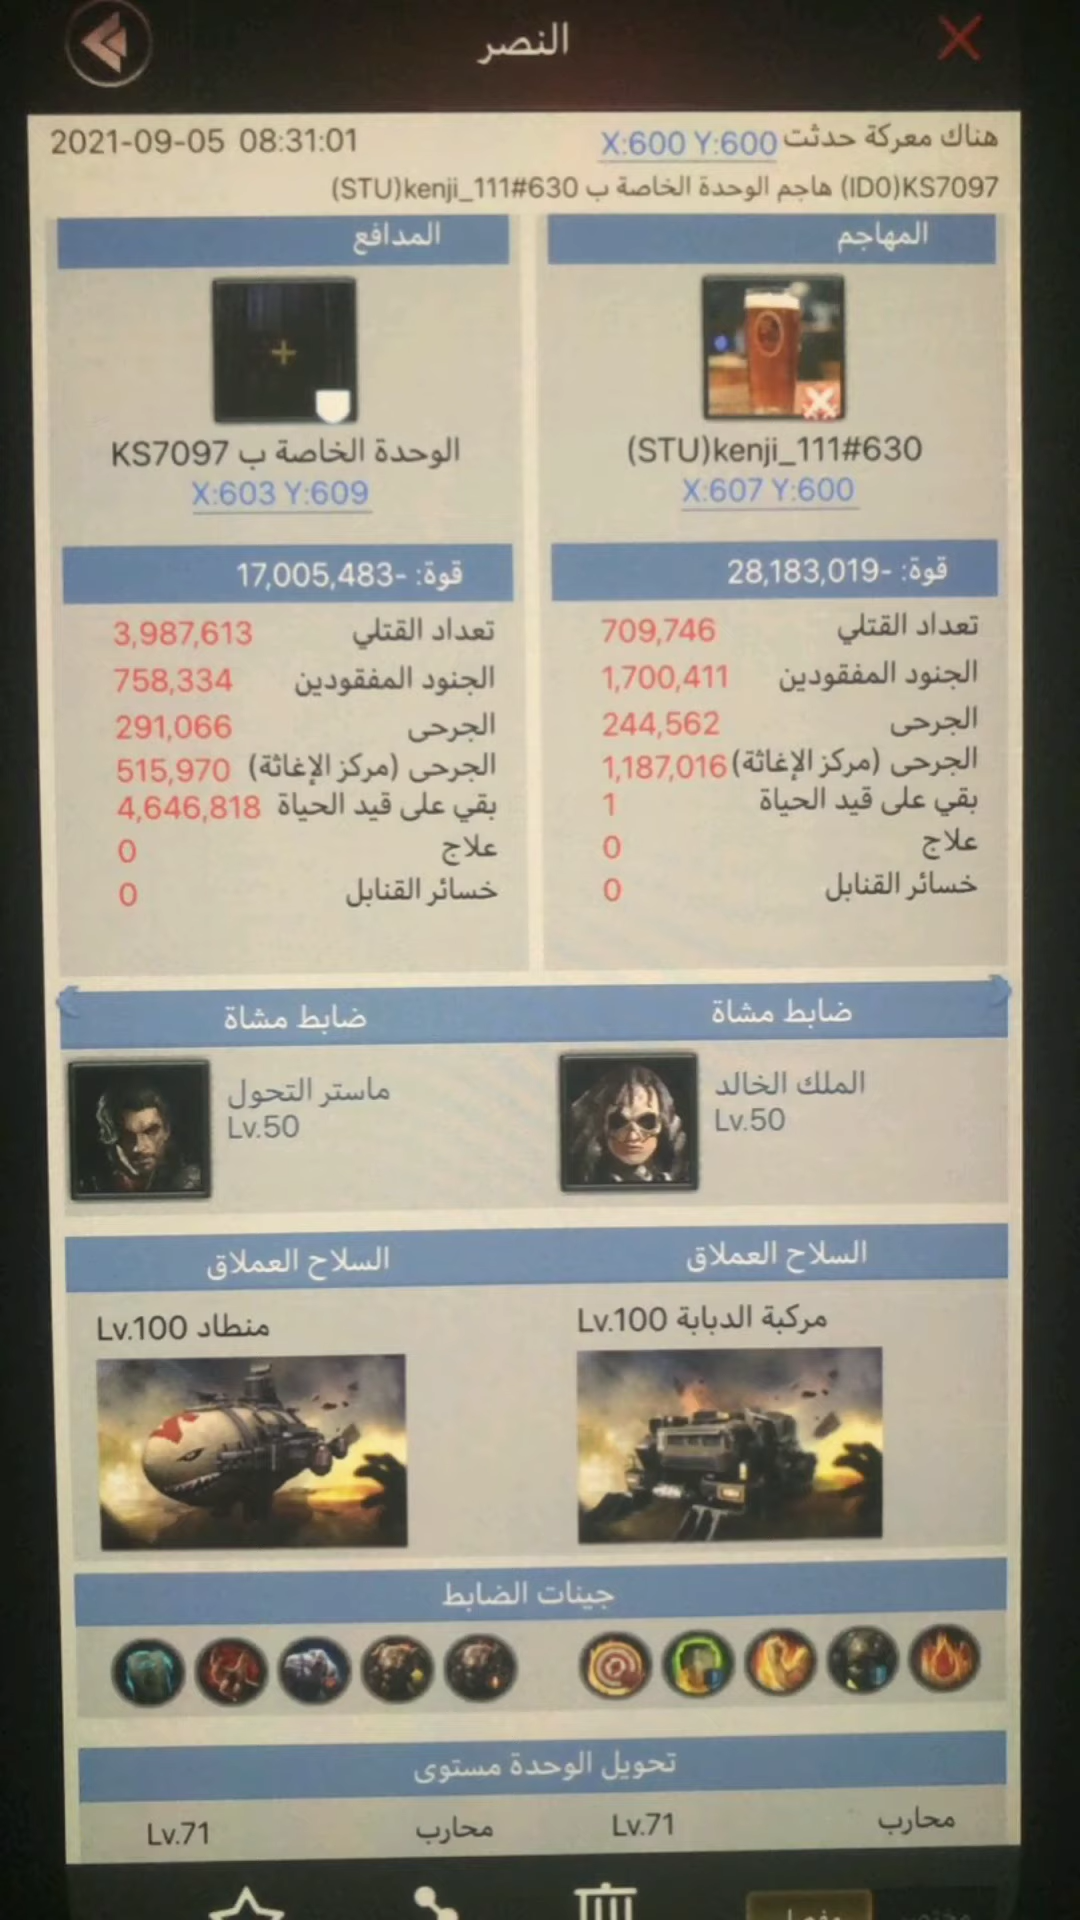 النصر
هناك معركة حدثت X:600 Y:600 2021-09-05 08:31:01
(ID0)KS7097 هاجم الوحدة الخاصة ب (STU)kenji_111#630
المهاجم
(STU)kenji_111#630
X:607 Y:600
قوة: -28,183,019
تعداد القتلي 709,746
الجنود المفقودين 1,700,411
الجرحى 244,562
الجرحى (مركز الإغاثة) 1,187,016
بقي على قيد الحياة 1
علاج 0
خسائر القنابل 0
المدافع
الوحدة الخاصة ب KS7097
X:603 Y:609
قوة: -17,005,483
تعداد القتلي 3,987,613
الجنود المفقودين 758,334
الجرحى 291,066
الجرحى (مركز الإغاثة) 515,970
بقي على قيد الحياة 4,646,818
علاج 0
خسائر القنابل 0
ضابط مشاة
الملك الخالد
Lv.50
ضابط مشاة
ماستر التحول
Lv.50
السلاح العملاق
مركبة الدبابة Lv.100
السلاح العملاق
منطاد Lv.100
جينات الضابط
تحويل الوحدة مستوى
محارب Lv.71
محارب Lv.71